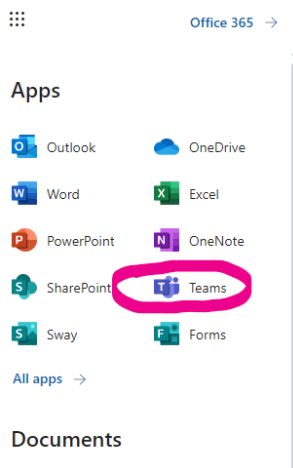 Office 365 →
Apps
Outlook OneDrive
Word Excel
PowerPoint OneNote
SharePoint Teams
Sway Forms
All apps →
Documents